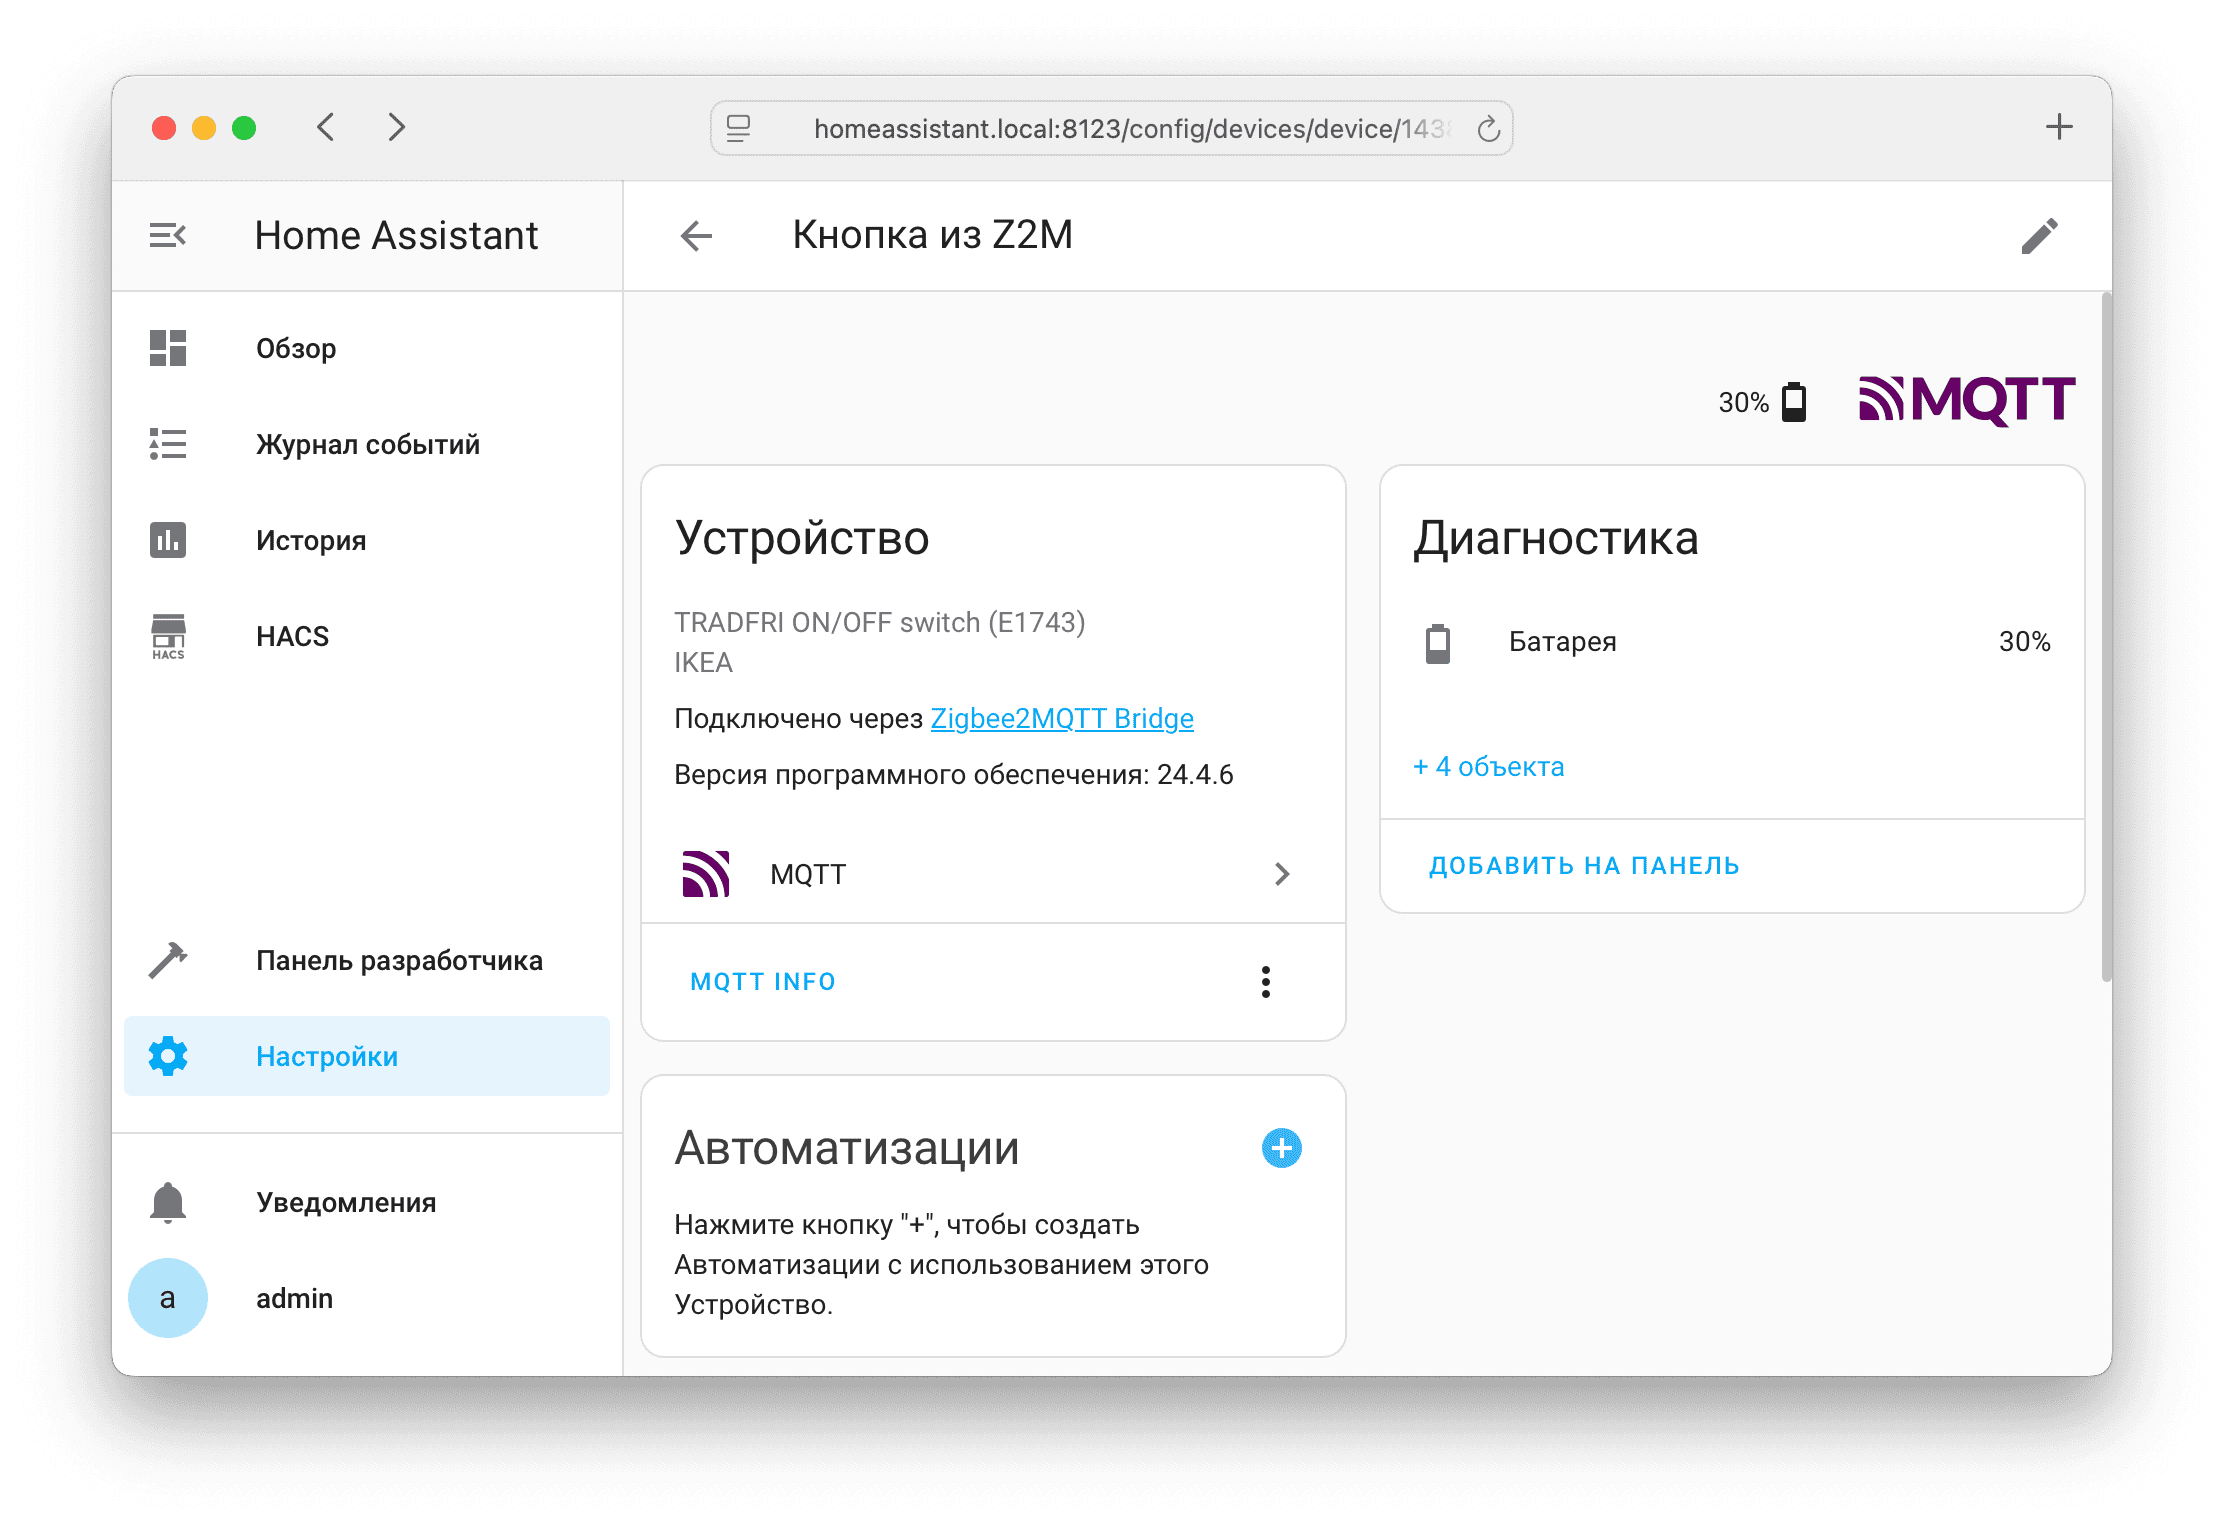 homeassistant.local:8123/config/devices/device/143
Home Assistant
Кнопка из Z2M
Обзор
Журнал событий
История
HACS
HACS
Панель разработчика
Настройки
Уведомления
a
admin
30%
MQTT
Устройство
TRADFRI ON/OFF switch (E1743)
IKEA
Подключено через Zigbee2MQTT Bridge
Версия программного обеспечения: 24.4.6
MQTT
MQTT INFO
Автоматизации
Нажмите кнопку "+", чтобы создать
Автоматизации с использованием этого
Устройство.
Диагностика
Батарея
30%
+ 4 объекта
ДОБАВИТЬ НА ПАНЕЛЬ